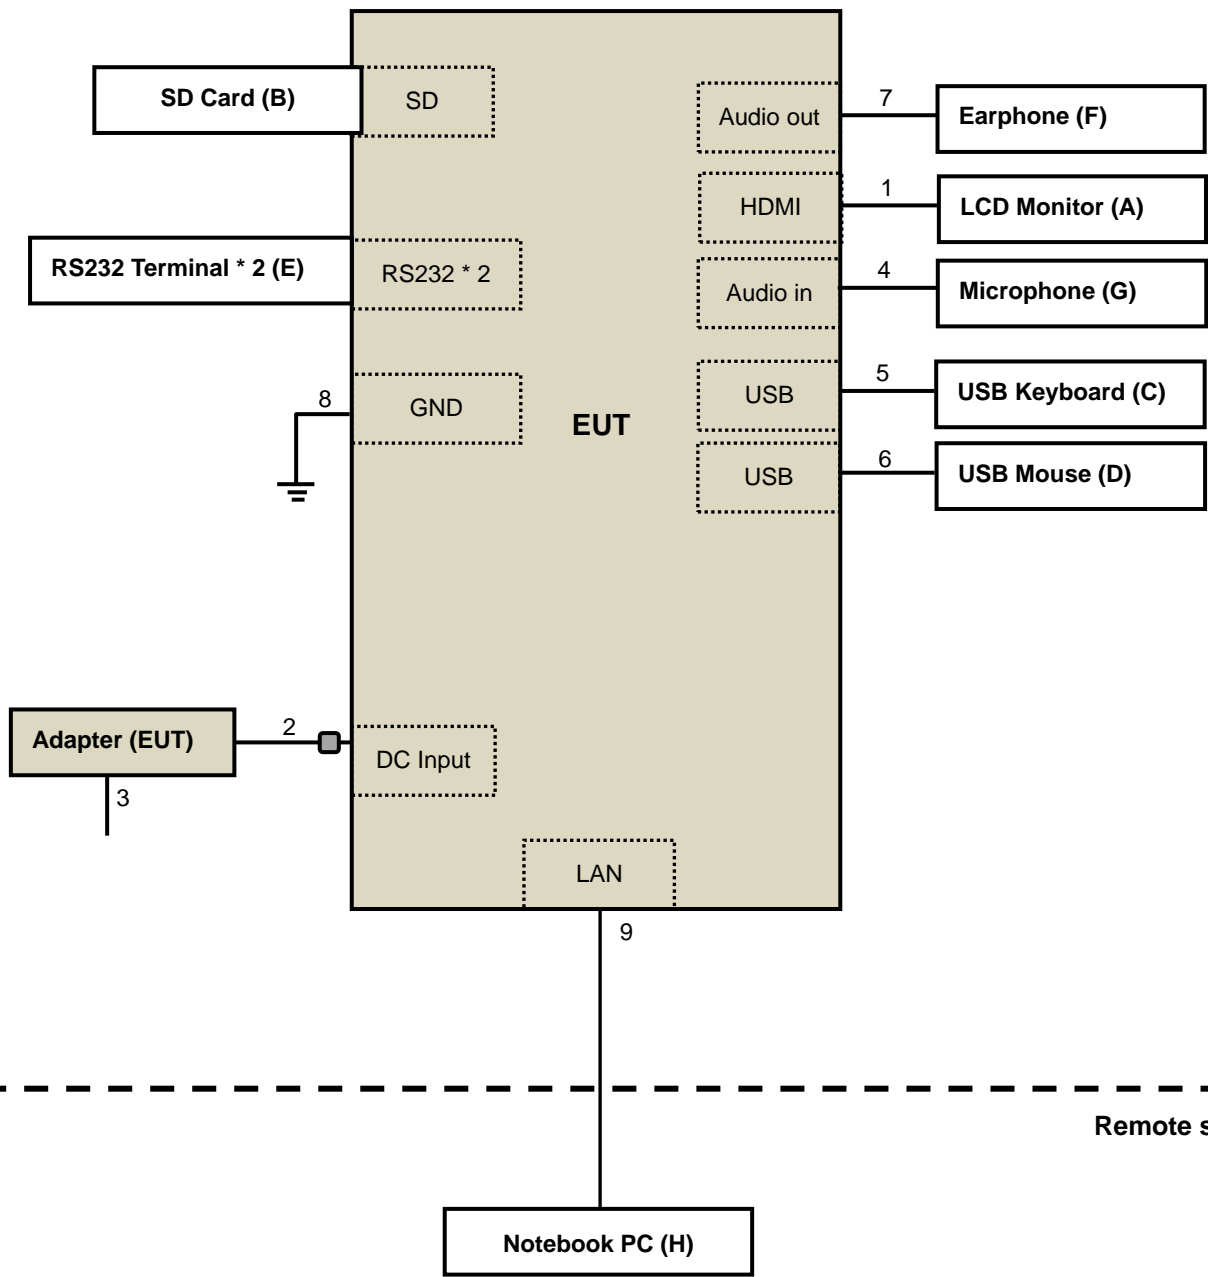 SD Card (B)
SD
Audio out
7
Earphone (F)
HDMI
1
LCD Monitor (A)
RS232 Terminal * 2 (E)
RS232 * 2
Audio in
4
Microphone (G)
8
GND
EUT
USB
5
USB Keyboard (C)
USB
6
USB Mouse (D)
Adapter (EUT)
2
DC Input
3
LAN
9
Remote s
Notebook PC (H)